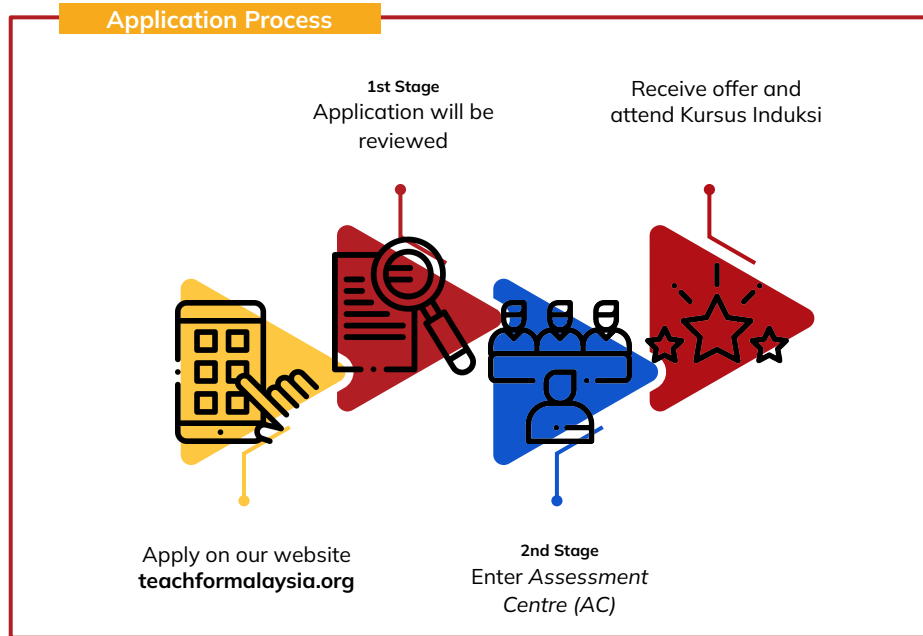 Application Process
Apply on our website
teachformalaysia.org
1st Stage
Application will be
reviewed
2nd Stage
Enter Assessment
Centre (AC)
Receive offer and
attend Kursus Induksi